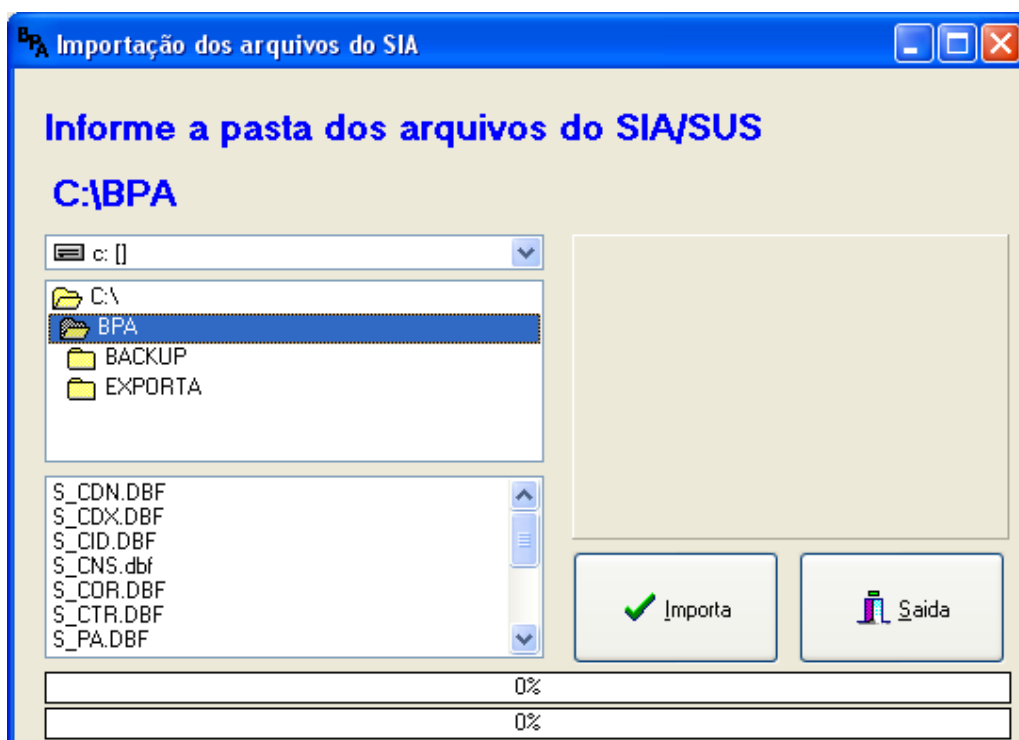 BPA Importação dos arquivos do SIA
Informe a pasta dos arquivos do SIA/SUS
C:\BPA
c: []
C:\
BPA
BACKUP
EXPORTA
S_CDN.DBF
S_CDX.DBF
S_CID.DBF
S_CNS.dbf
S_COR.DBF
S_CTR.DBF
S_PA.DBF
Importa
Saida
0%
0%